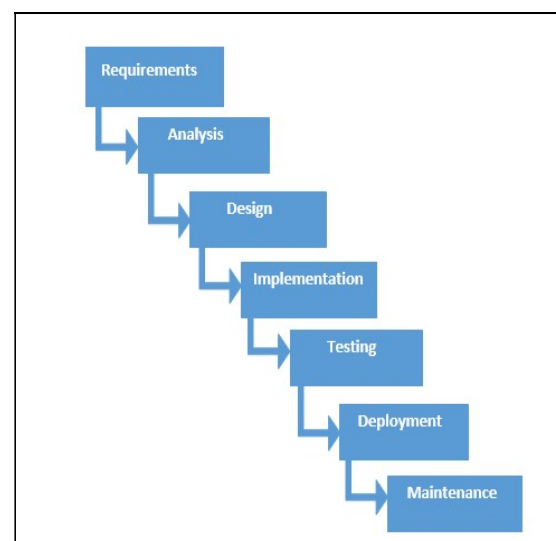 Requirements
Analysis
Design
Implementation
Testing
Deployment
Maintenance